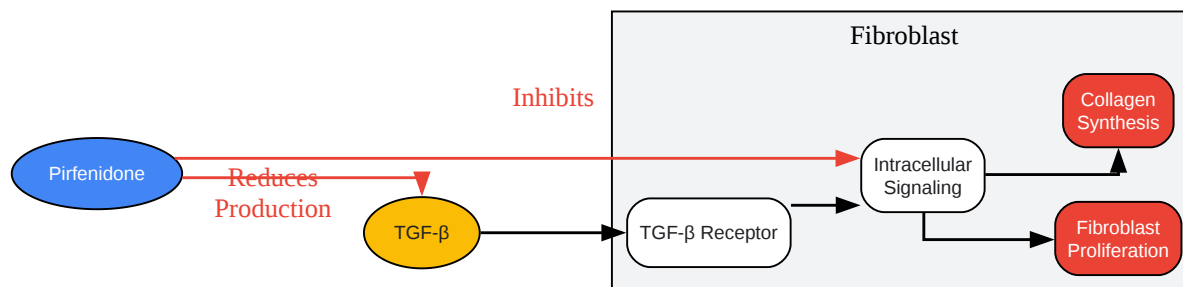 Fibroblast
Inhibits
Collagen
Synthesis
Pirfenidone
Reduces
Production
Intracellular
Signaling
TGF-β
TGF-β Receptor
Fibroblast
Proliferation